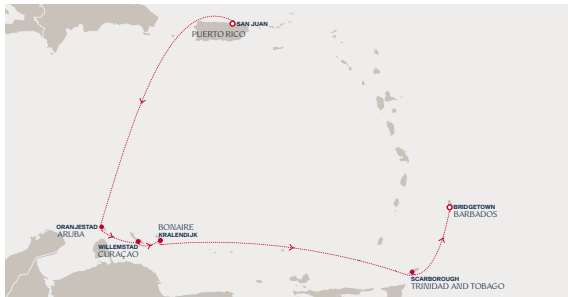 SAN JUAN
PUERTO RICO
ORANJESTAD
ARUBA
WILLEMSTAD
CURAÇAO
BONAIRE
KRALENDIJK
BRIDGETOWN
BARBADOS
SCARBOROUGH
TRINIDAD AND TOBAGO